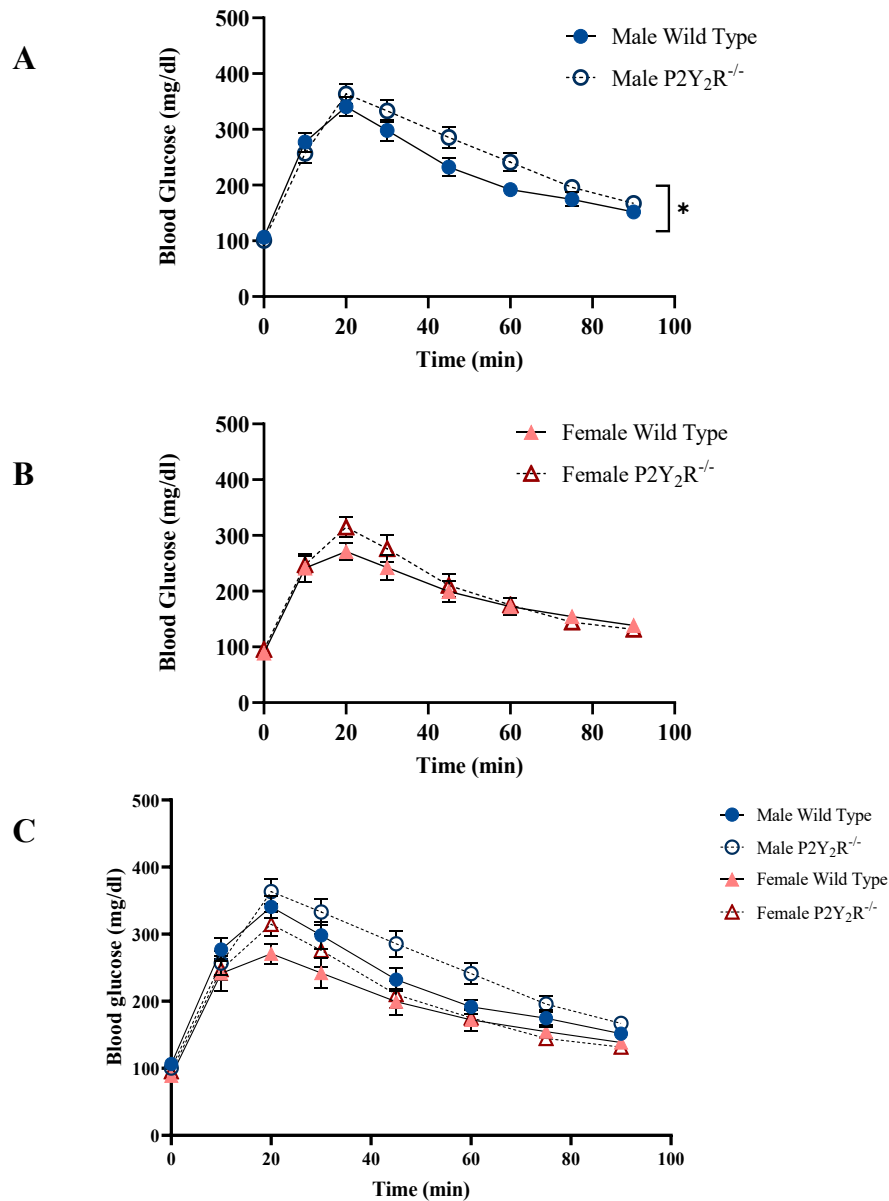 A
Male Wild Type
Male P2Y₂R⁻/⁻
Blood Glucose (mg/dl)
500
400
300
200
100
0
*
0 20 40 60 80 100
Time (min)
B
Female Wild Type
Female P2Y₂R⁻/⁻
Blood Glucose (mg/dl)
500
400
300
200
100
0
0 20 40 60 80 100
Time (min)
C
Male Wild Type
Male P2Y₂R⁻/⁻
Female Wild Type
Female P2Y₂R⁻/⁻
Blood glucose (mg/dl)
500
400
300
200
100
0
0 20 40 60 80 100
Time (min)